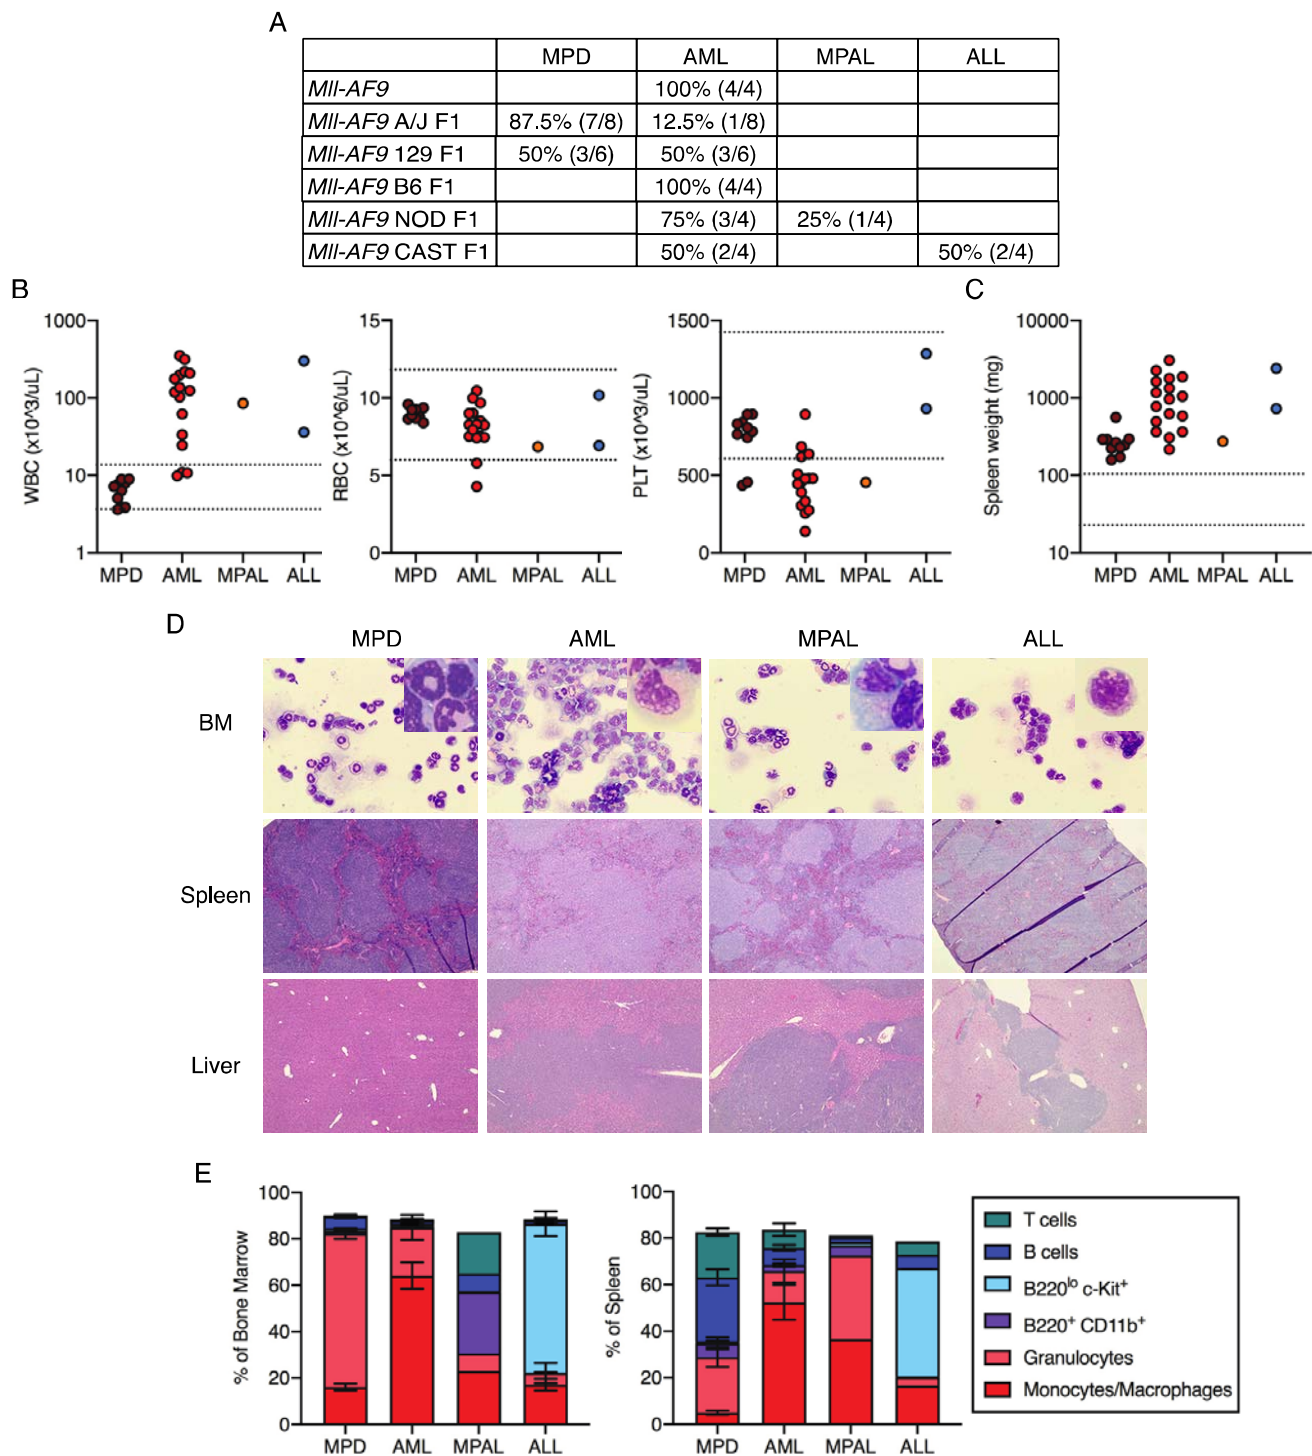 A
MPD AML MPAL ALL
Mll-AF9 100% (4/4)
Mll-AF9 A/J F1 87.5% (7/8) 12.5% (1/8)
Mll-AF9 129 F1 50% (3/6) 50% (3/6)
Mll-AF9 B6 F1 100% (4/4)
Mll-AF9 NOD F1 75% (3/4) 25% (1/4)
Mll-AF9 CAST F1 50% (2/4) 50% (2/4)
B
WBC (x10^3/uL)
1000
100
10
1
MPD AML MPAL ALL
RBC (x10^6/uL)
15
10
5
0
MPD AML MPAL ALL
PLT (x10^3/uL)
1500
1000
500
0
MPD AML MPAL ALL
C
Spleen weight (mg)
10000
1000
100
10
MPD AML MPAL ALL
D
MPD AML MPAL ALL
BM
Spleen
Liver
E
% of Bone Marrow
100
80
60
40
20
0
MPD AML MPAL ALL
% of Spleen
100
80
60
40
20
0
MPD AML MPAL ALL
T cells
B cells
B220lo c-Kit+
B220+ CD11b+
Granulocytes
Monocytes/Macrophages